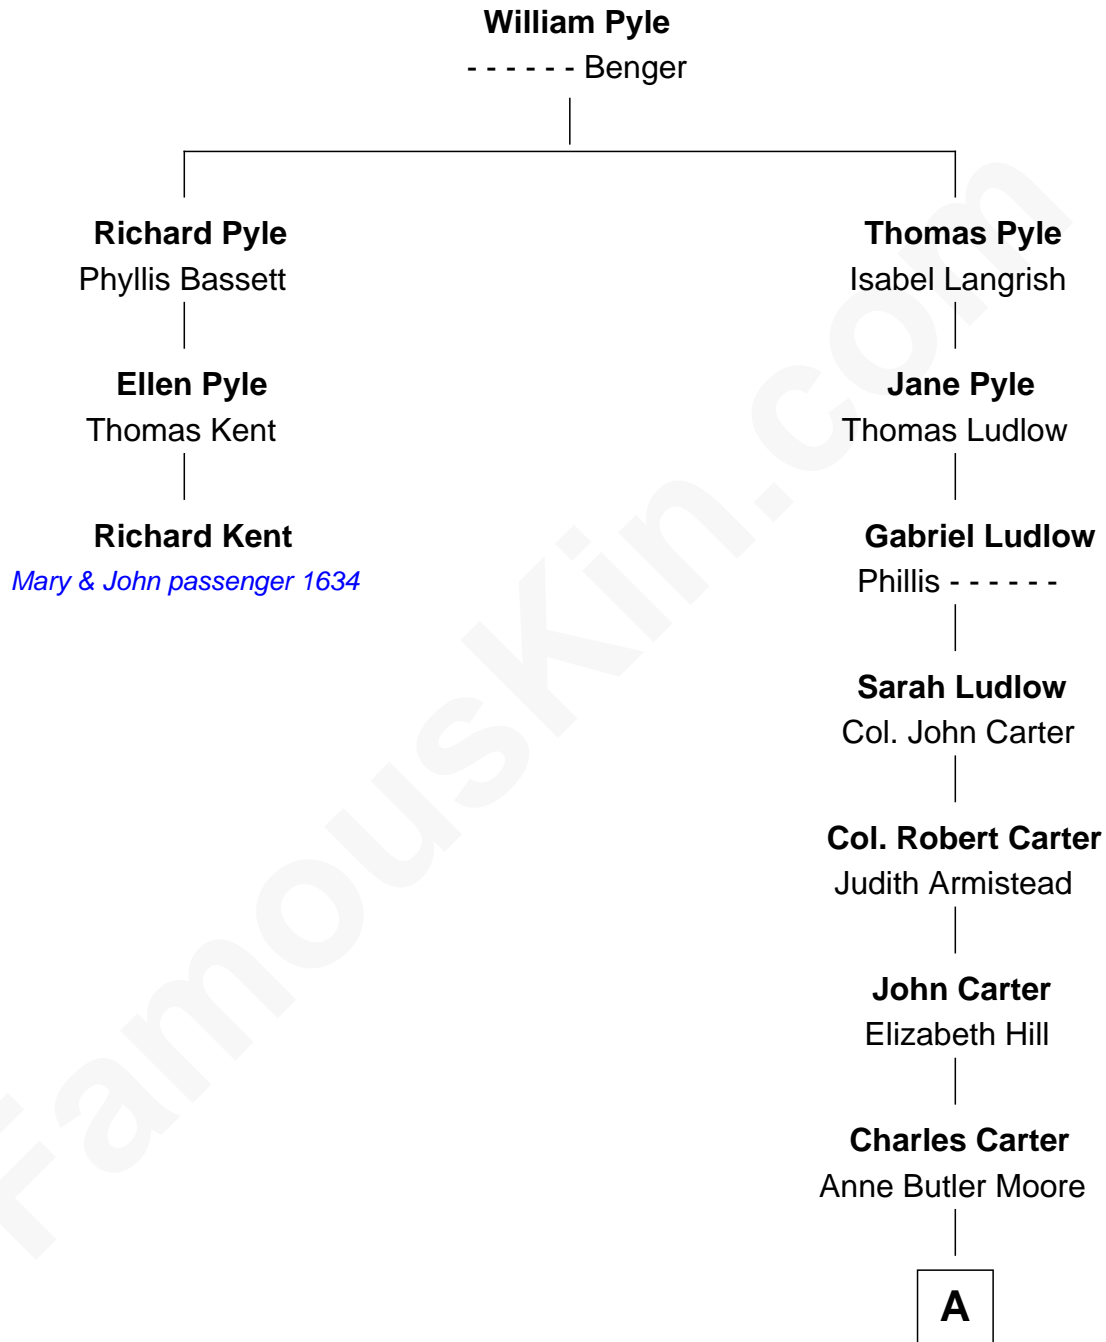 William Pyle
- - - - - - Benger
Richard Pyle
Phyllis Bassett
Thomas Pyle
Isabel Langrish
Ellen Pyle
Thomas Kent
Jane Pyle
Thomas Ludlow
Richard Kent
Mary & John passenger 1634
Gabriel Ludlow
Phillis - - - - - -
Sarah Ludlow
Col. John Carter
Col. Robert Carter
Judith Armistead
John Carter
Elizabeth Hill
Charles Carter
Anne Butler Moore
A
FamousKin.com